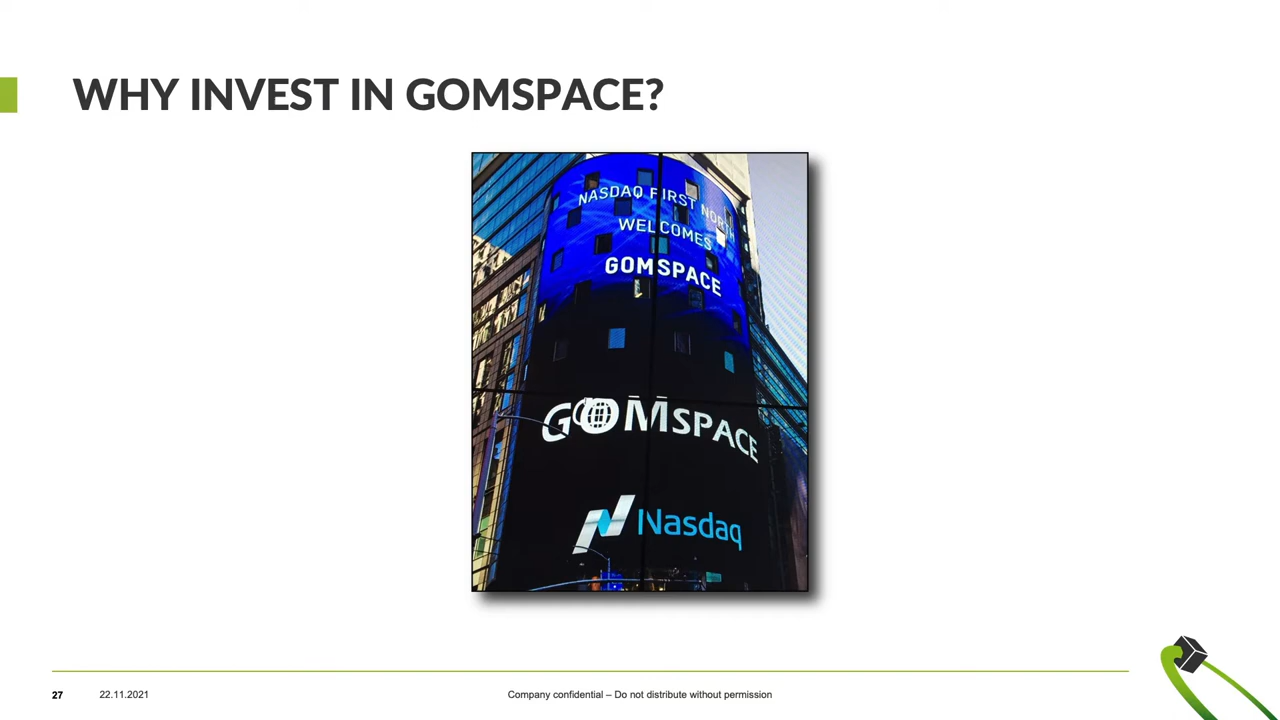 WHY INVEST IN GOMSPACE?
NASDAQ FIRST NORTH
WELCOMES
GOMSPACE
GOMSPACE
Nasdaq
27
22.11.2021
Company confidential – Do not distribute without permission